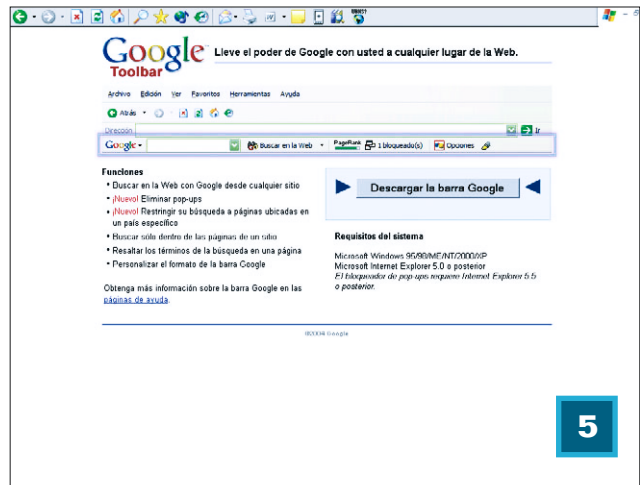 Google
Toolbar
Lleve el poder de Google con usted a cualquier lugar de la Web.
Archivo Edición Ver Favoritos Herramientas Ayuda
Atrás
Dirección Ir
Google Buscar en la Web PageRank 1 bloqueado(s) Opciones
Funciones
• Buscar en la Web con Google desde cualquier sitio
• ¡Nuevo! Eliminar pop-ups
• ¡Nuevo! Restringir su búsqueda a páginas ubicadas en
un país específico
• Buscar sólo dentro de las páginas de un sitio
• Resaltar los términos de la búsqueda en una página
• Personalizar el formato de la barra Google
Obtenga más información sobre la barra Google en las
páginas de ayuda.
Descargar la barra Google
Requisitos del sistema
Microsoft Windows 95/98/ME/NT/2000/XP
Microsoft Internet Explorer 5.0 o posterior
El bloqueador de pop-ups requiere Internet Explorer 5.5
o posterior.
©2004 Google
5